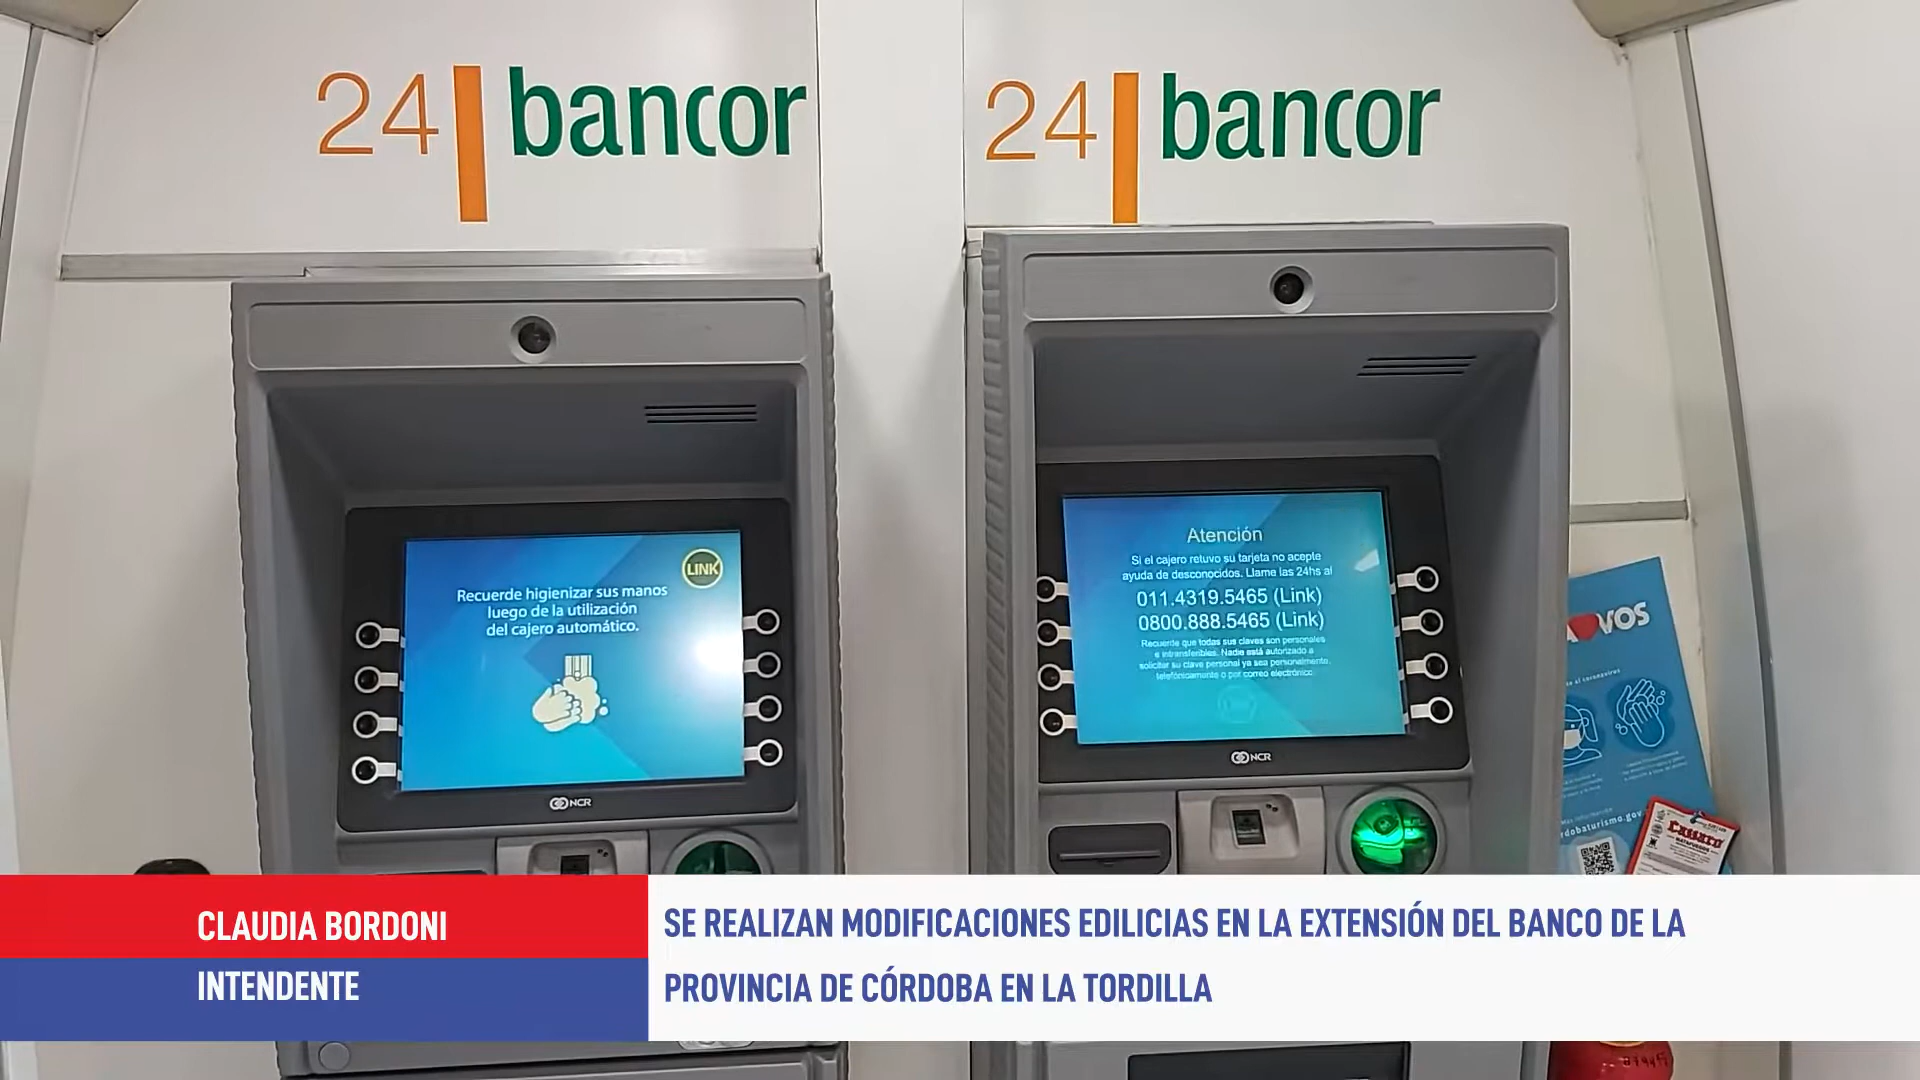 24 bancor
24 bancor
LINK
Recuerde higienizar sus manos
luego de la utilización
del cajero automático.
NCR
Atención
Si el cajero retuvo su tarjeta no acepte
ayuda de desconocidos. Llame las 24hs al
011.4319.5465 (Link)
0800.888.5465 (Link)
Recuerde que todas sus claves son personales
e intransferibles. Nadie está autorizado a
solicitar su clave personal ya sea personalmente,
telefónicamente o por correo electrónico.
NCR
VOS
CLAUDIA BORDONI
INTENDENTE
SE REALIZAN MODIFICACIONES EDILICIAS EN LA EXTENSIÓN DEL BANCO DE LA
PROVINCIA DE CÓRDOBA EN LA TORDILLA